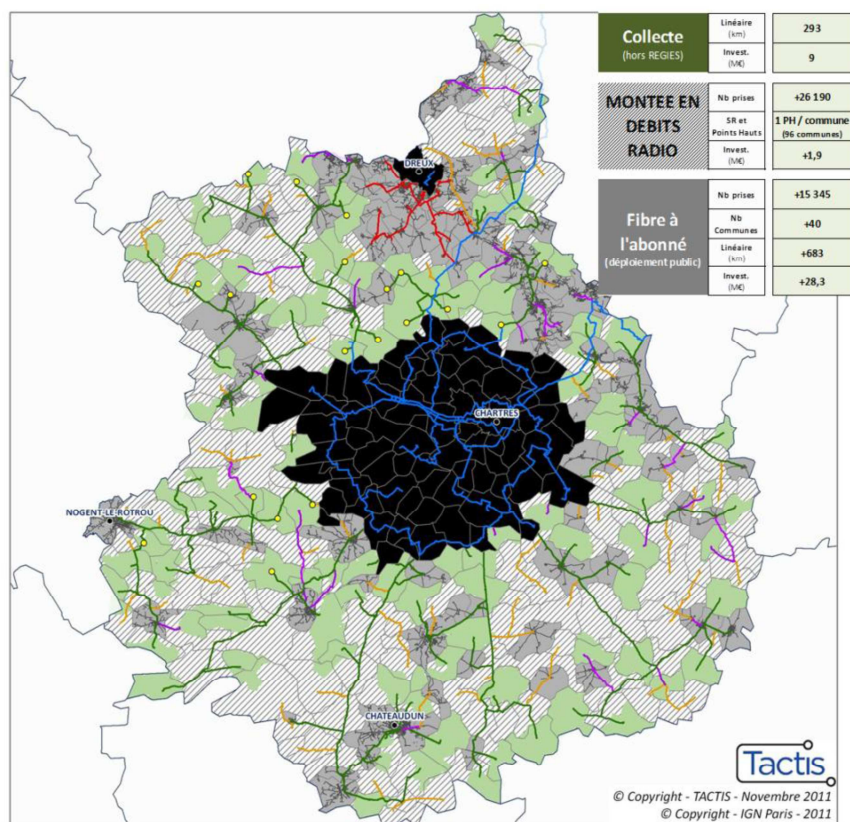 Collecte
(hors REGIES)
Linéaire
(km)
293
Invest.
(M€)
9
MONTEE EN
DEBITS
RADIO
Nb prises
+26 190
SR et
Points Hauts
1 PH / commune
(96 communes)
Invest.
(M€)
+1,9
Fibre à
l'abonné
(déploiement public)
Nb prises
+15 345
Nb
Communes
+40
Linéaire
(km)
+683
Invest.
(M€)
+28,3
DREUX
CHARTRES
NOGENT-LE-ROTROU
CHATEAUDUN
Tactis
© Copyright - TACTIS - Novembre 2011
© Copyright - IGN Paris - 2011